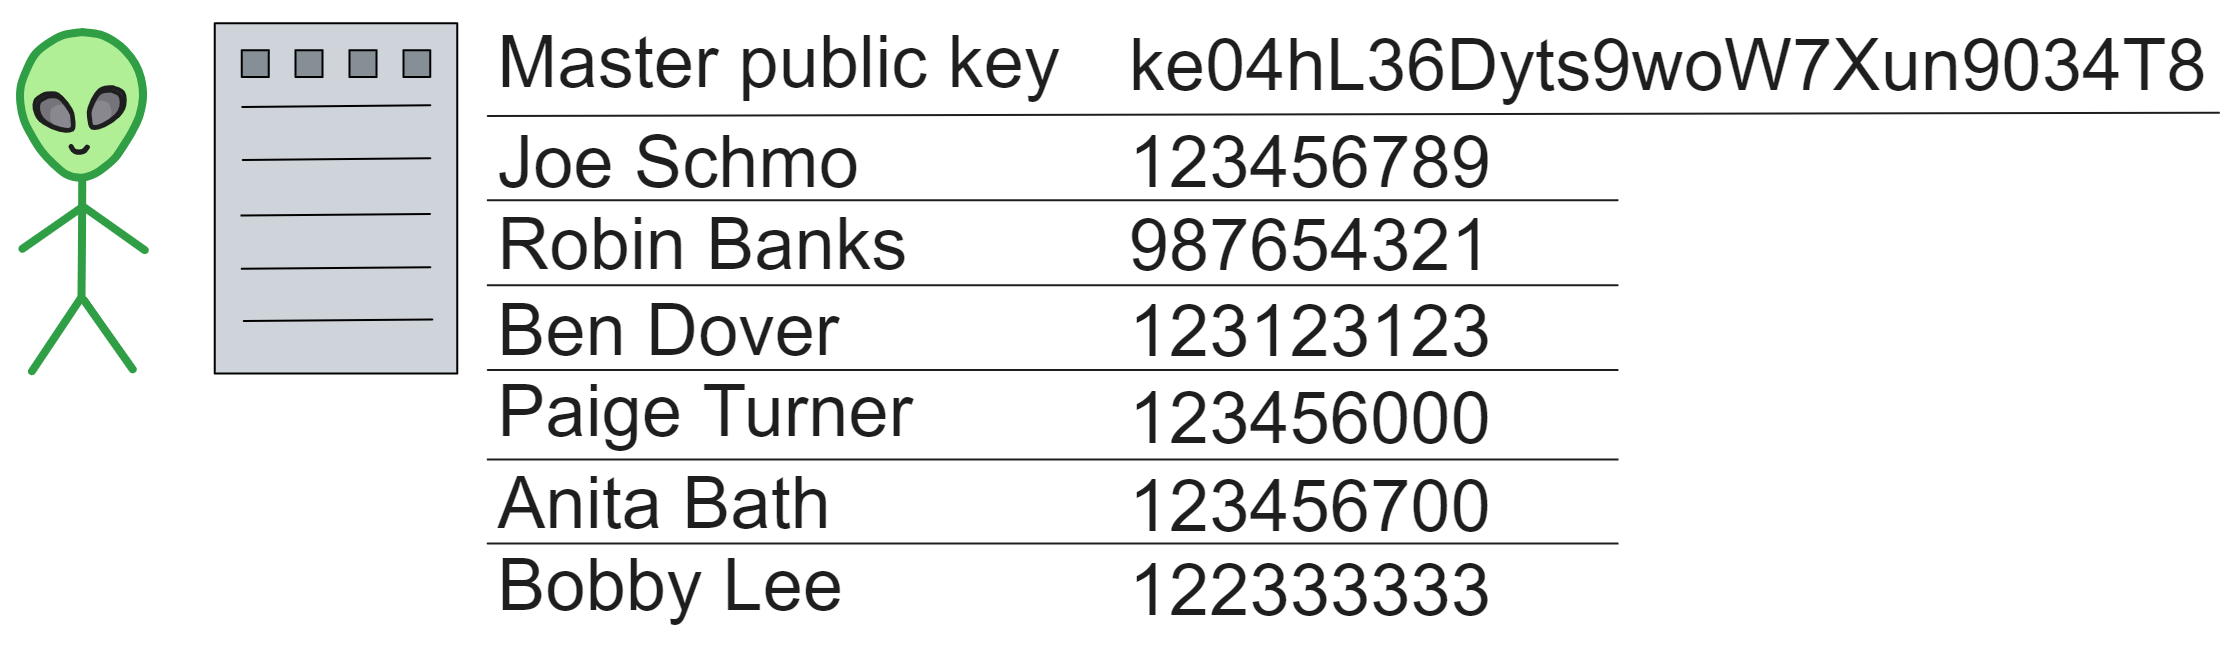 Master public key ke04hL36Dyts9woW7Xun9034T8
Joe Schmo 123456789
Robin Banks 987654321
Ben Dover 123123123
Paige Turner 123456000
Anita Bath 123456700
Bobby Lee 122333333